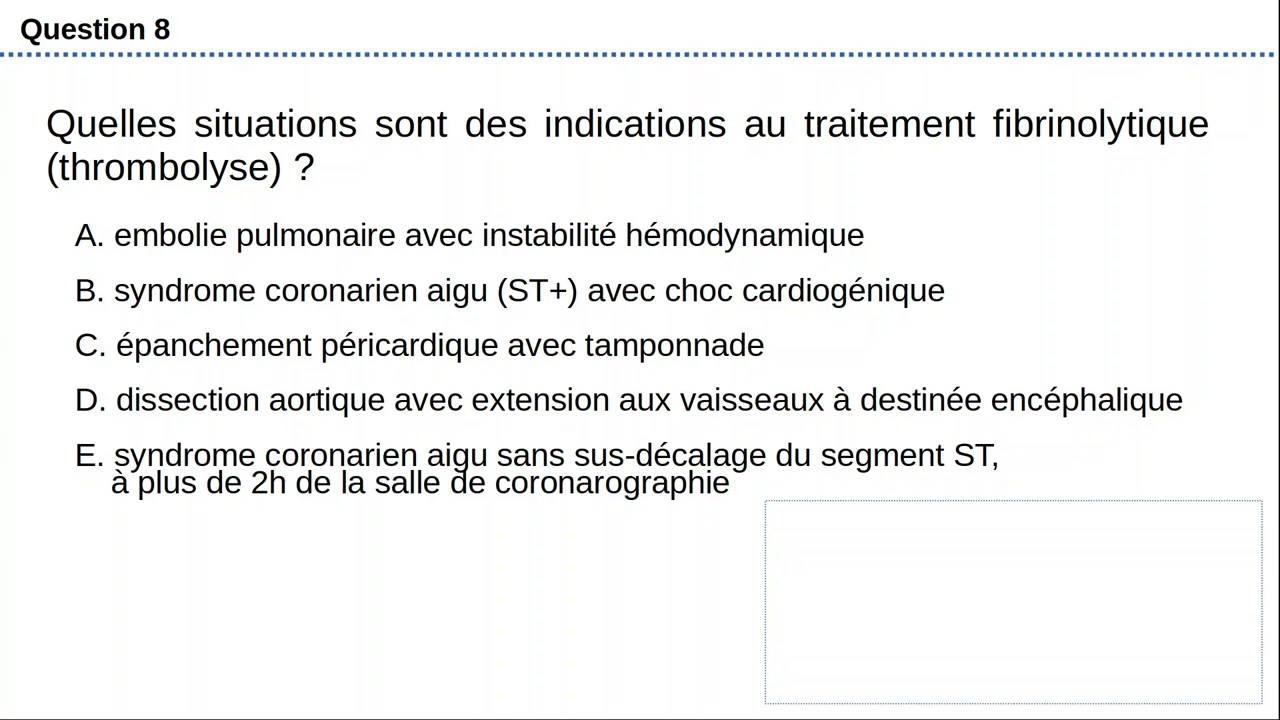 Question 8
Quelles situations sont des indications au traitement fibrinolytique
(thrombolyse) ?
A. embolie pulmonaire avec instabilité hémodynamique
B. syndrome coronarien aigu (ST+) avec choc cardiogénique
C. épanchement péricardique avec tamponnade
D. dissection aortique avec extension aux vaisseaux à destinée encéphalique
E. syndrome coronarien aigu sans sus-décalage du segment ST,
à plus de 2h de la salle de coronarographie